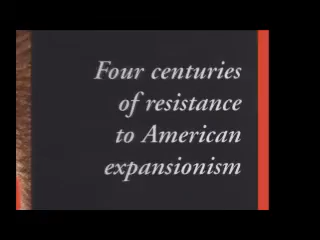 Four centuries
of resistance
to American
expansionism